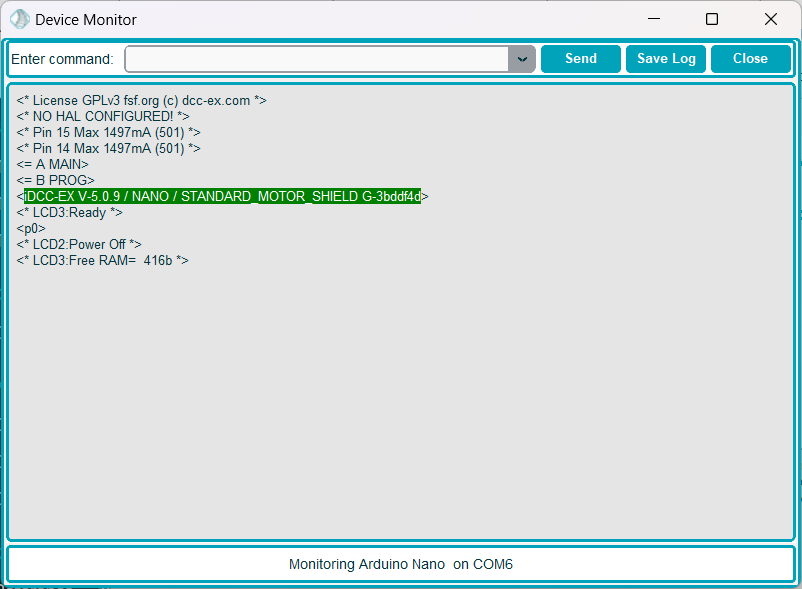 Device Monitor
Enter command:
Send
Save Log
Close
<* License GPLv3 fsf.org (c) dcc-ex.com *>
<* NO HAL CONFIGURED! *>
<* Pin 15 Max 1497mA (501) *>
<* Pin 14 Max 1497mA (501) *>
<= A MAIN>
<= B PROG>
<iDCC-EX V-5.0.9 / NANO / STANDARD_MOTOR_SHIELD G-3bddf4d>
<* LCD3:Ready *>
<p0>
<* LCD2:Power Off *>
<* LCD3:Free RAM=  416b *>
Monitoring Arduino Nano  on COM6